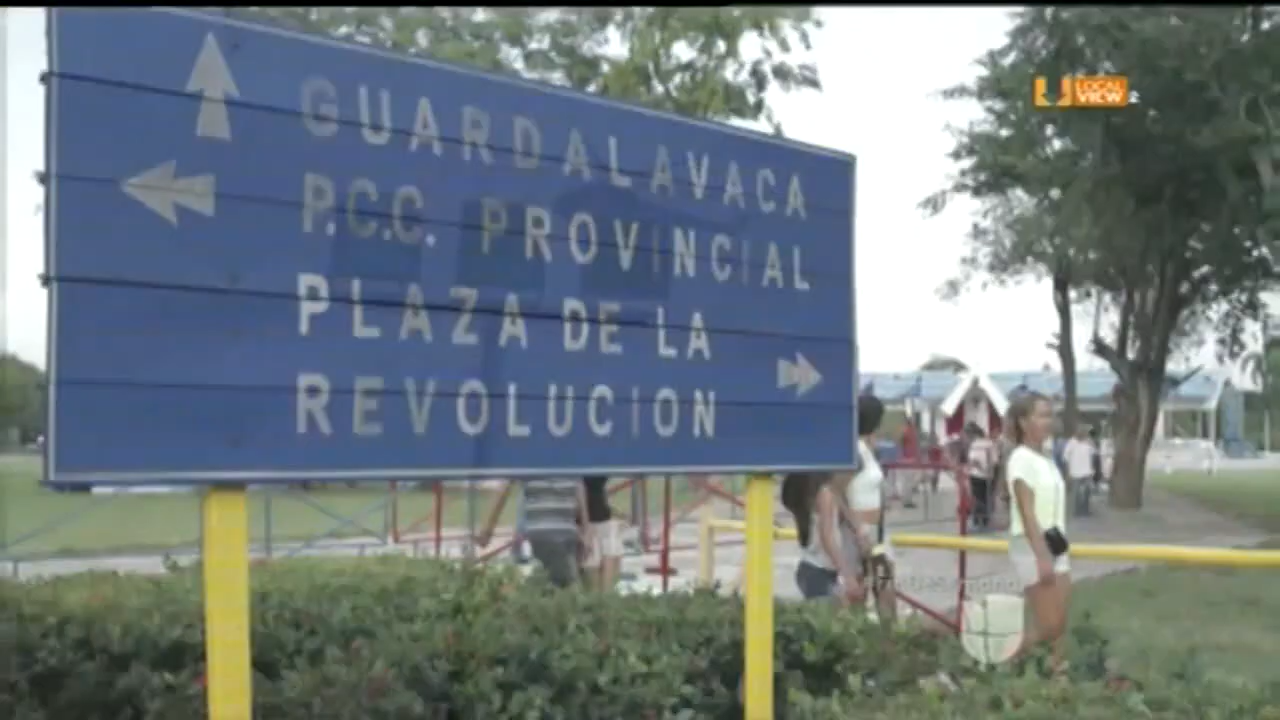 GUARDALAVACA
P.C.C. PROVINCIAL
PLAZA DE LA
REVOLUCION
LOCAL
VIEW